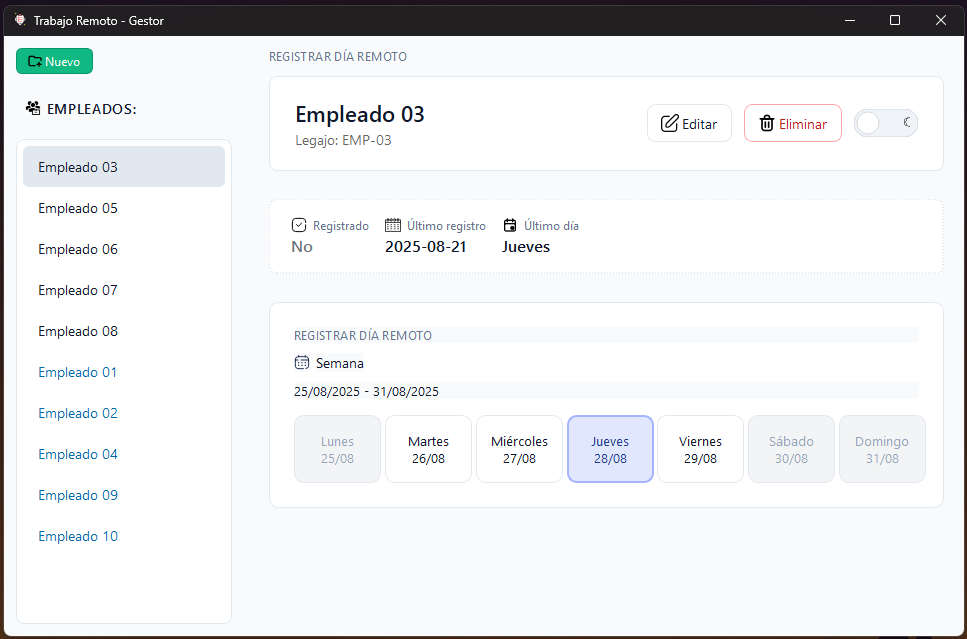 Trabajo Remoto - Gestor
Nuevo
EMPLEADOS:
Empleado 03
Empleado 05
Empleado 06
Empleado 07
Empleado 08
Empleado 01
Empleado 02
Empleado 04
Empleado 09
Empleado 10
REGISTRAR DÍA REMOTO
Empleado 03
Legajo: EMP-03
Editar
Eliminar
Registrado
No
Último registro
2025-08-21
Último día
Jueves
REGISTRAR DÍA REMOTO
Semana
25/08/2025 - 31/08/2025
Lunes
25/08
Martes
26/08
Miércoles
27/08
Jueves
28/08
Viernes
29/08
Sábado
30/08
Domingo
31/08